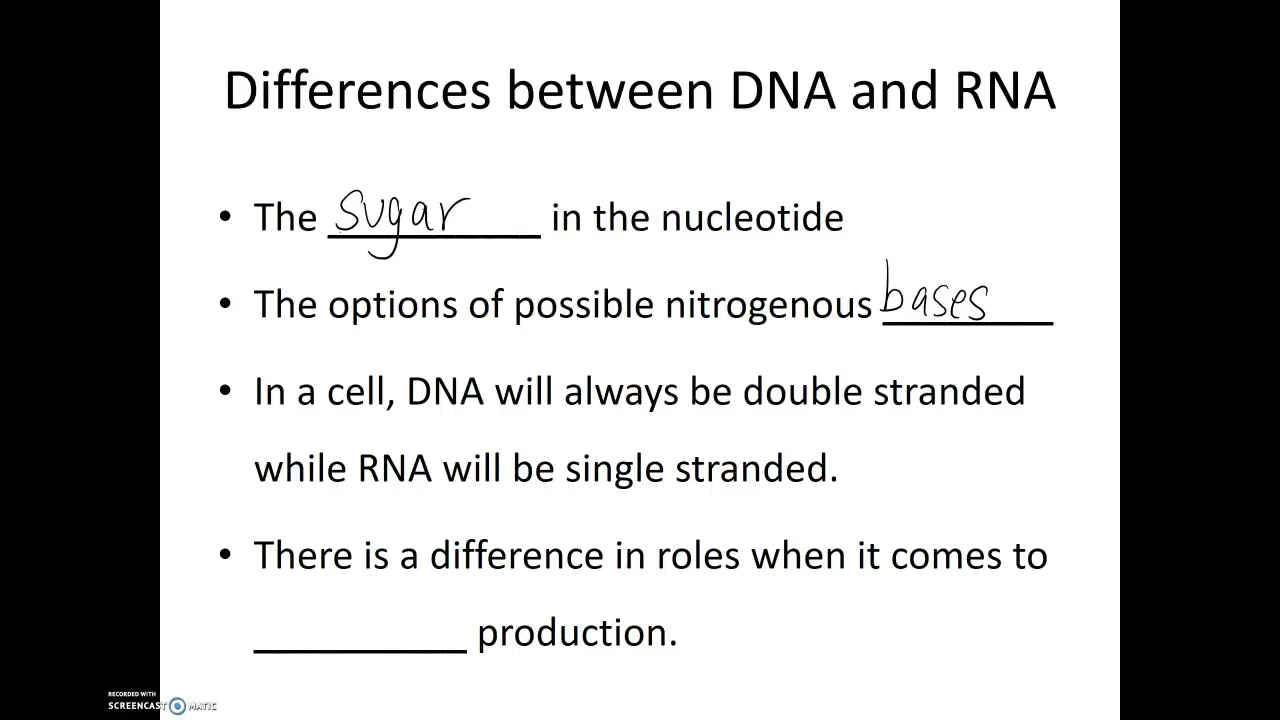 Differences between DNA and RNA
• The sugar in the nucleotide
• The options of possible nitrogenous bases
• In a cell, DNA will always be double stranded
while RNA will be single stranded.
• There is a difference in roles when it comes to
__________ production.
RECORDED WITH
SCREENCAST MATIC